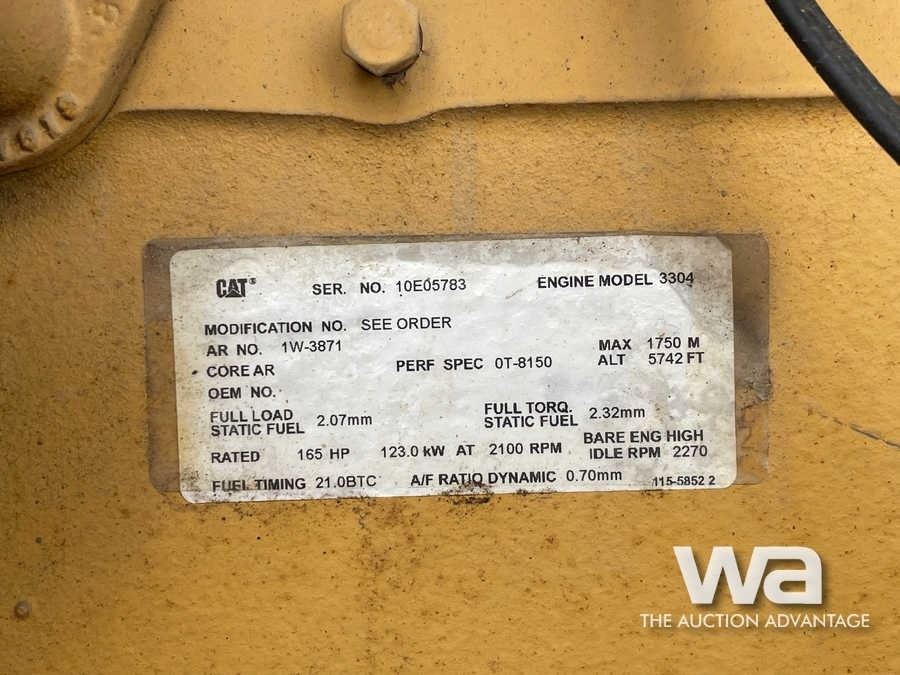 CAT® SER. NO. 10E05783 ENGINE MODEL 3304
MODIFICATION NO. SEE ORDER
AR NO. 1W-3871 MAX 1750 M
CORE AR PERF SPEC 0T-8150 ALT 5742 FT
OEM NO.
FULL LOAD FULL TORQ.
STATIC FUEL 2.07mm STATIC FUEL 2.32mm
BARE ENG HIGH
RATED 165 HP 123.0 kW AT 2100 RPM IDLE RPM 2270
FUEL TIMING 21.0BTC A/F RATIO DYNAMIC 0.70mm 115-5852 2
wa
THE AUCTION ADVANTAGE